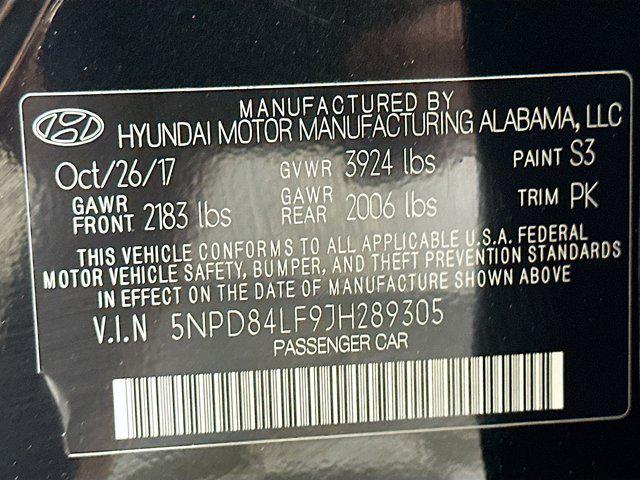 MANUFACTURED BY
HYUNDAI MOTOR MANUFACTURING ALABAMA, LLC
Oct/26/17 GVWR 3924 lbs PAINT S3
GAWR FRONT 2183 lbs GAWR REAR 2006 lbs TRIM PK
THIS VEHICLE CONFORMS TO ALL APPLICABLE U.S.A. FEDERAL
MOTOR VEHICLE SAFETY, BUMPER, AND THEFT PREVENTION STANDARDS
IN EFFECT ON THE DATE OF MANUFACTURE SHOWN ABOVE
V.I.N 5NPD84LF9JH289305
PASSENGER CAR